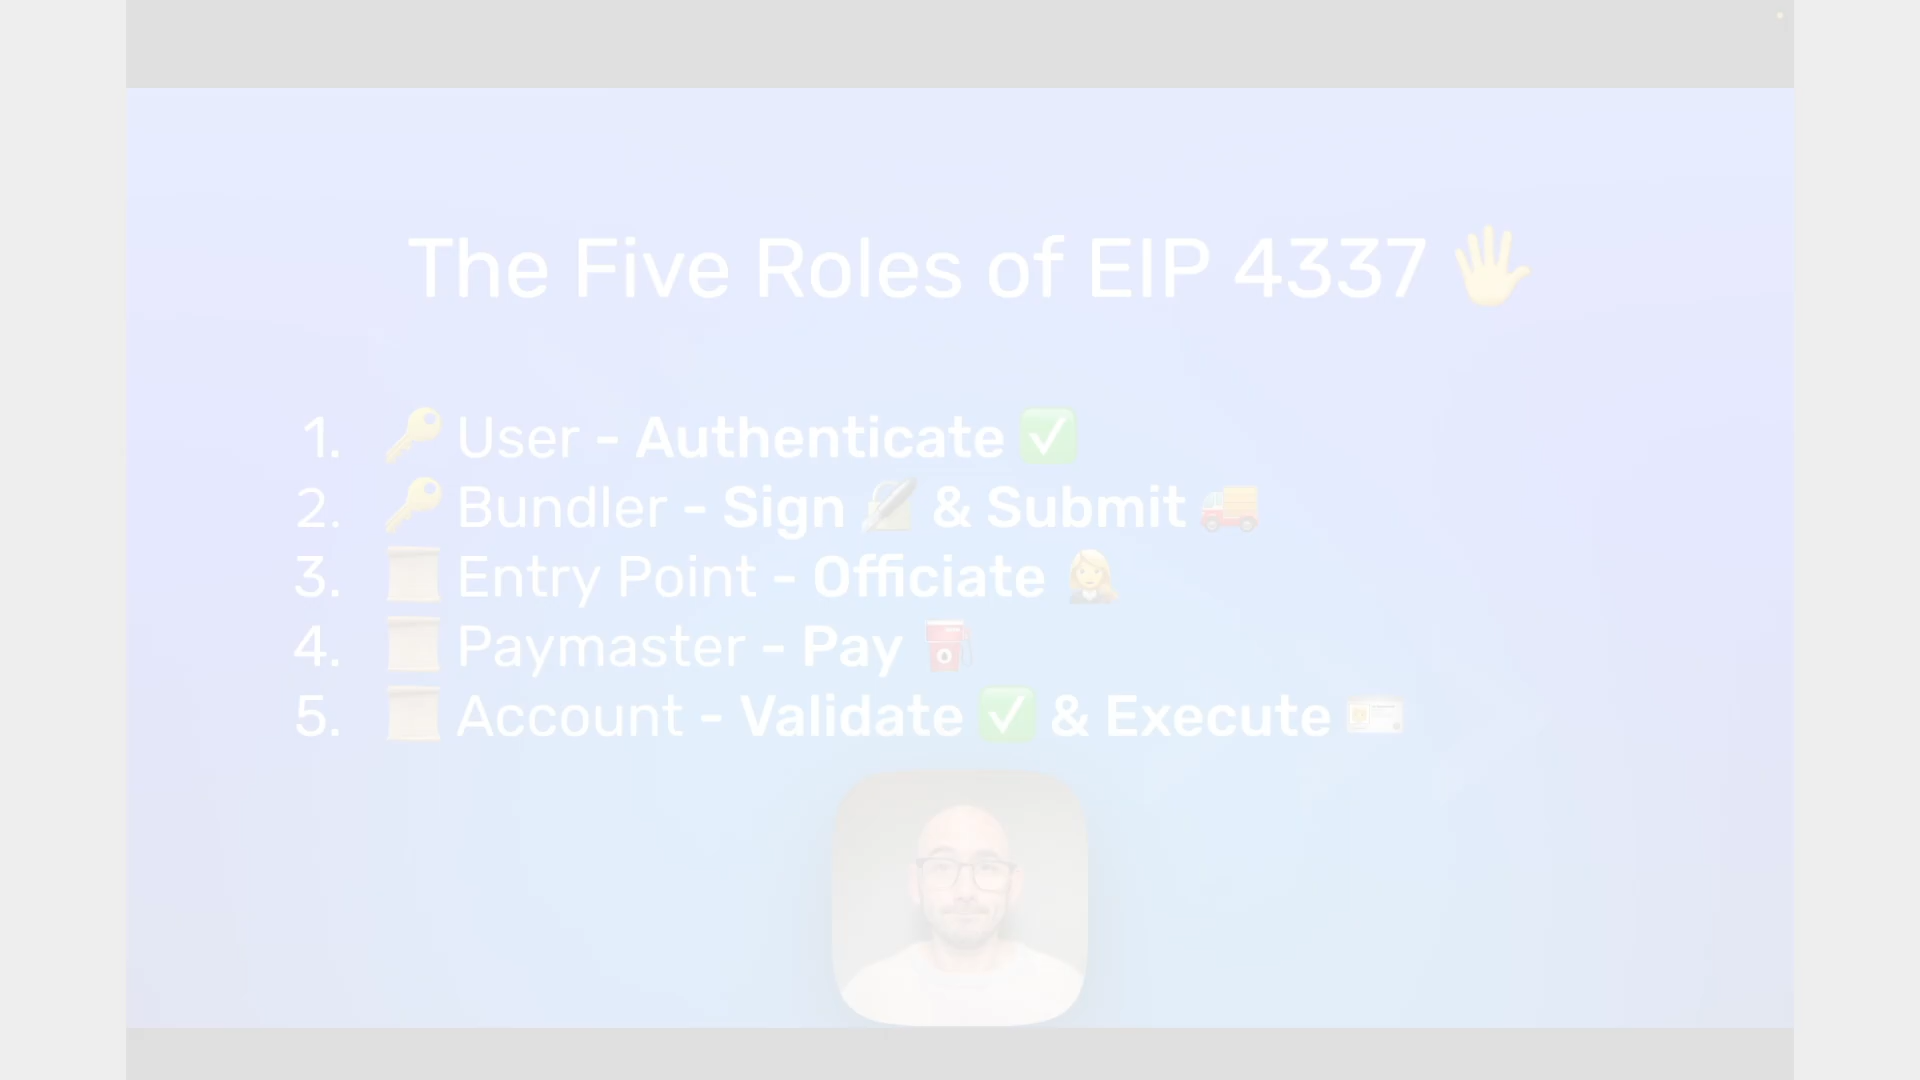 The Five Roles of EIP 4337 🖐
1. 🔑 User - Authenticate ✅
2. 🔑 Bundler - Sign 🔏 & Submit 🚚
3. 📜 Entry Point - Officiate 👩‍⚖️
4. 📜 Paymaster - Pay ⛽
5. 📜 Account - Validate ✅ & Execute 🪪